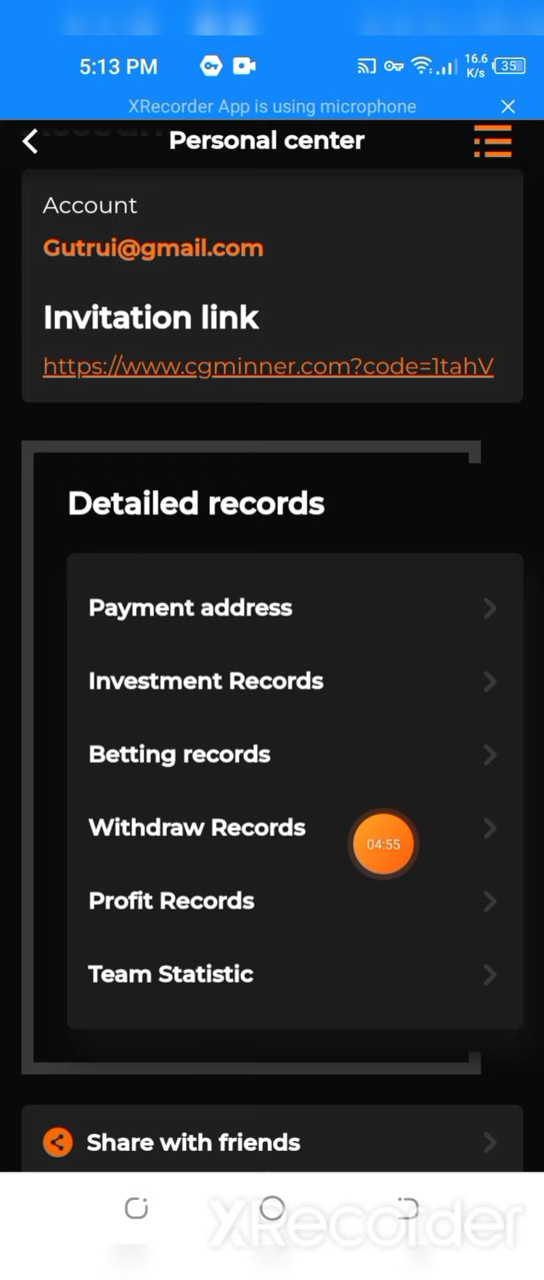 5:13 PM
16.6
K/s
35
XRecorder App is using microphone
Personal center
Account
Gutrui@gmail.com
Invitation link
https://www.cgminner.com?code=1tahV
Detailed records
Payment address
Investment Records
Betting records
Withdraw Records
04:55
Profit Records
Team Statistic
Share with friends
XRecorder